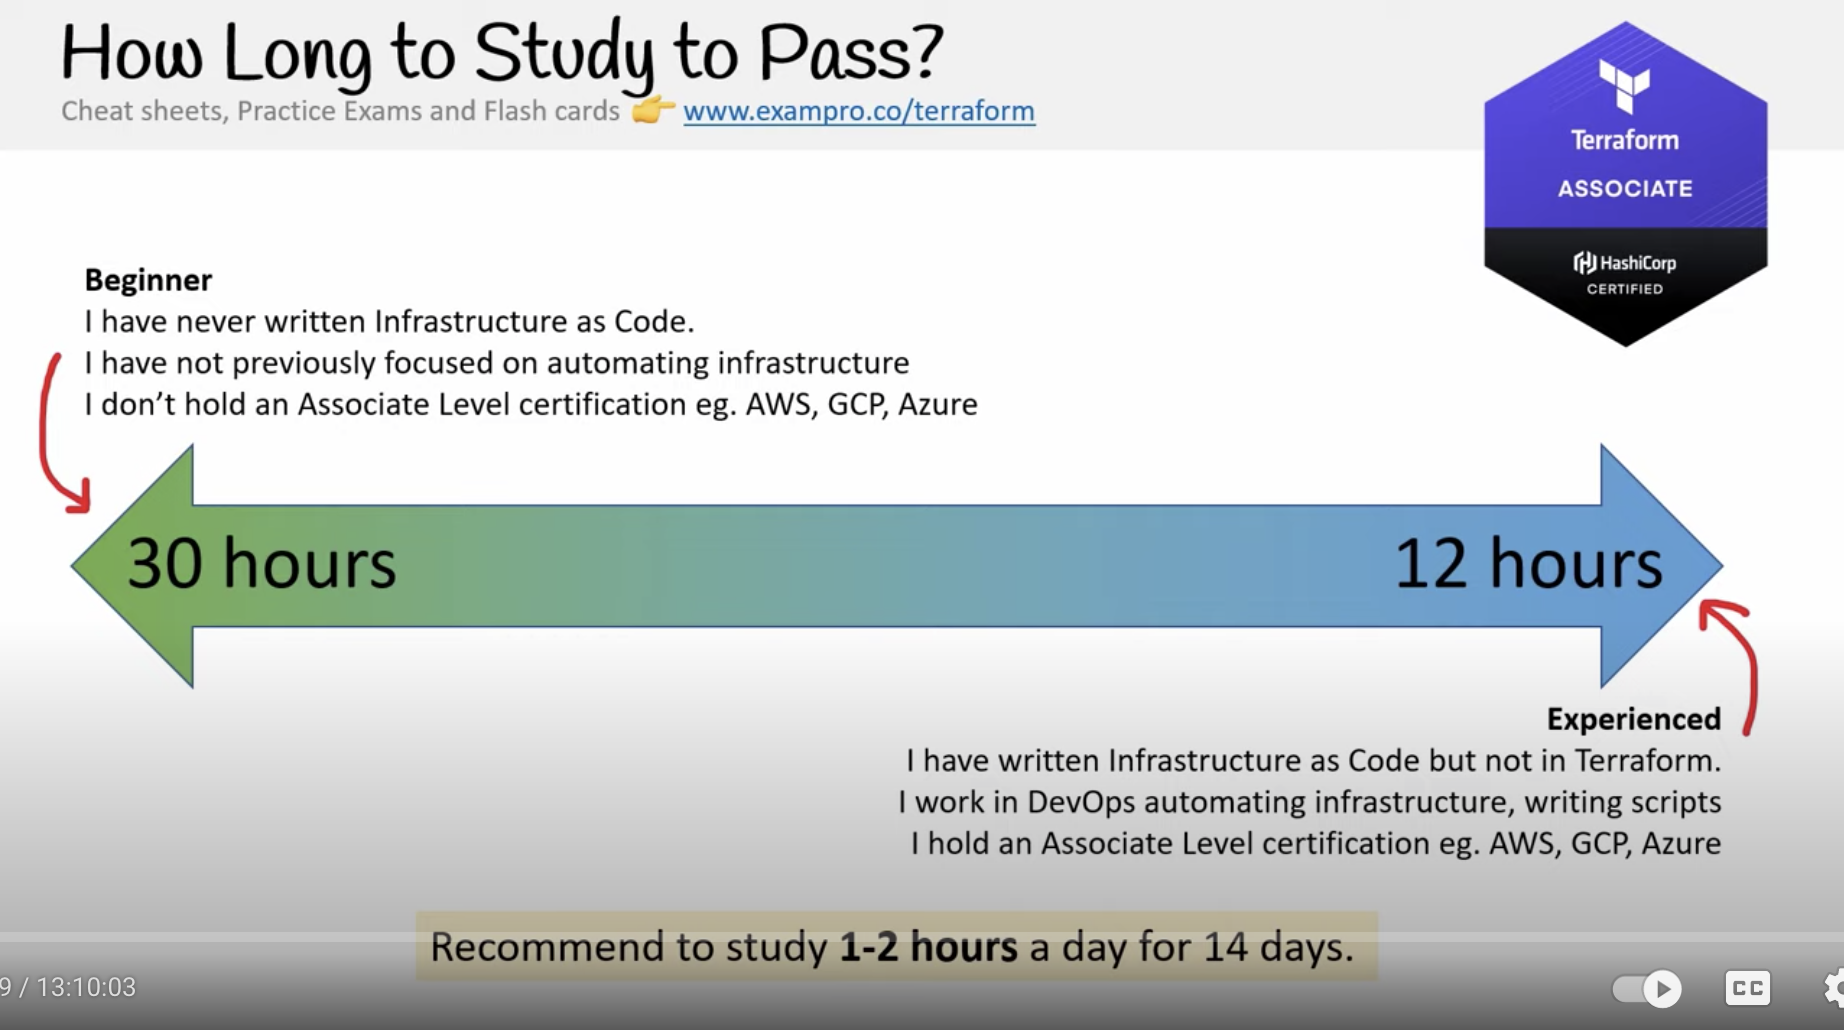 How Long to Study to Pass?
Cheat sheets, Practice Exams and Flash cards 👉 www.exampro.co/terraform
Terraform
ASSOCIATE
HashiCorp
CERTIFIED
Beginner
I have never written Infrastructure as Code.
I have not previously focused on automating infrastructure
I don't hold an Associate Level certification eg. AWS, GCP, Azure
30 hours
12 hours
Experienced
I have written Infrastructure as Code but not in Terraform.
I work in DevOps automating infrastructure, writing scripts
I hold an Associate Level certification eg. AWS, GCP, Azure
Recommend to study 1-2 hours a day for 14 days.
9 / 13:10:03
CC